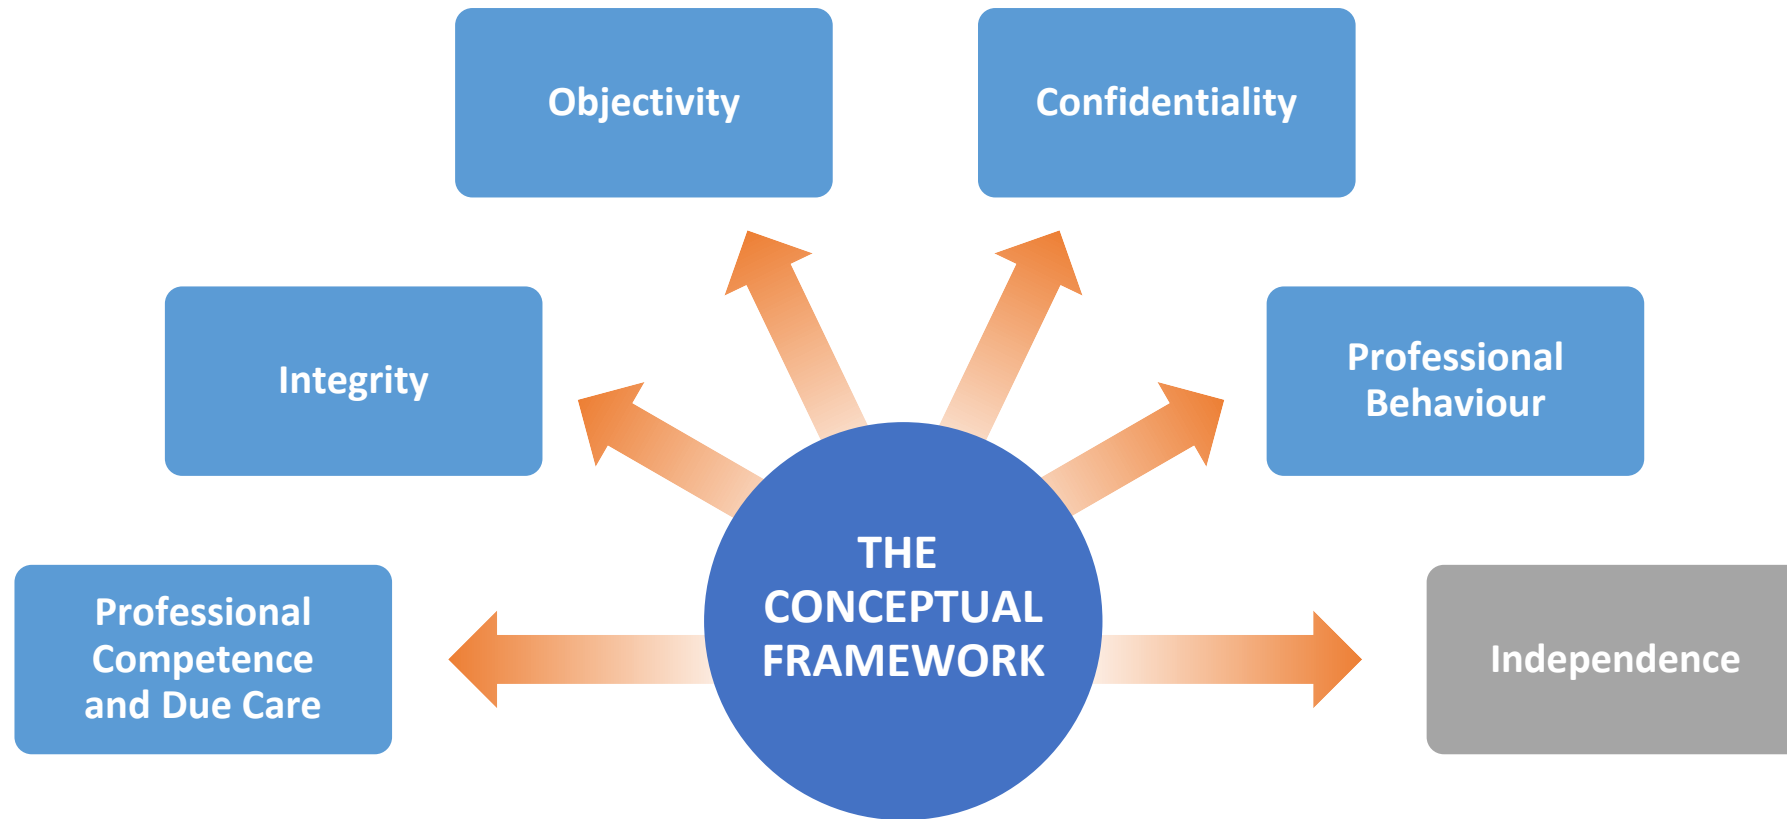 Objectivity
Confidentiality
Integrity
Professional
Behaviour
THE
CONCEPTUAL
FRAMEWORK
Professional
Competence
and Due Care
Independence